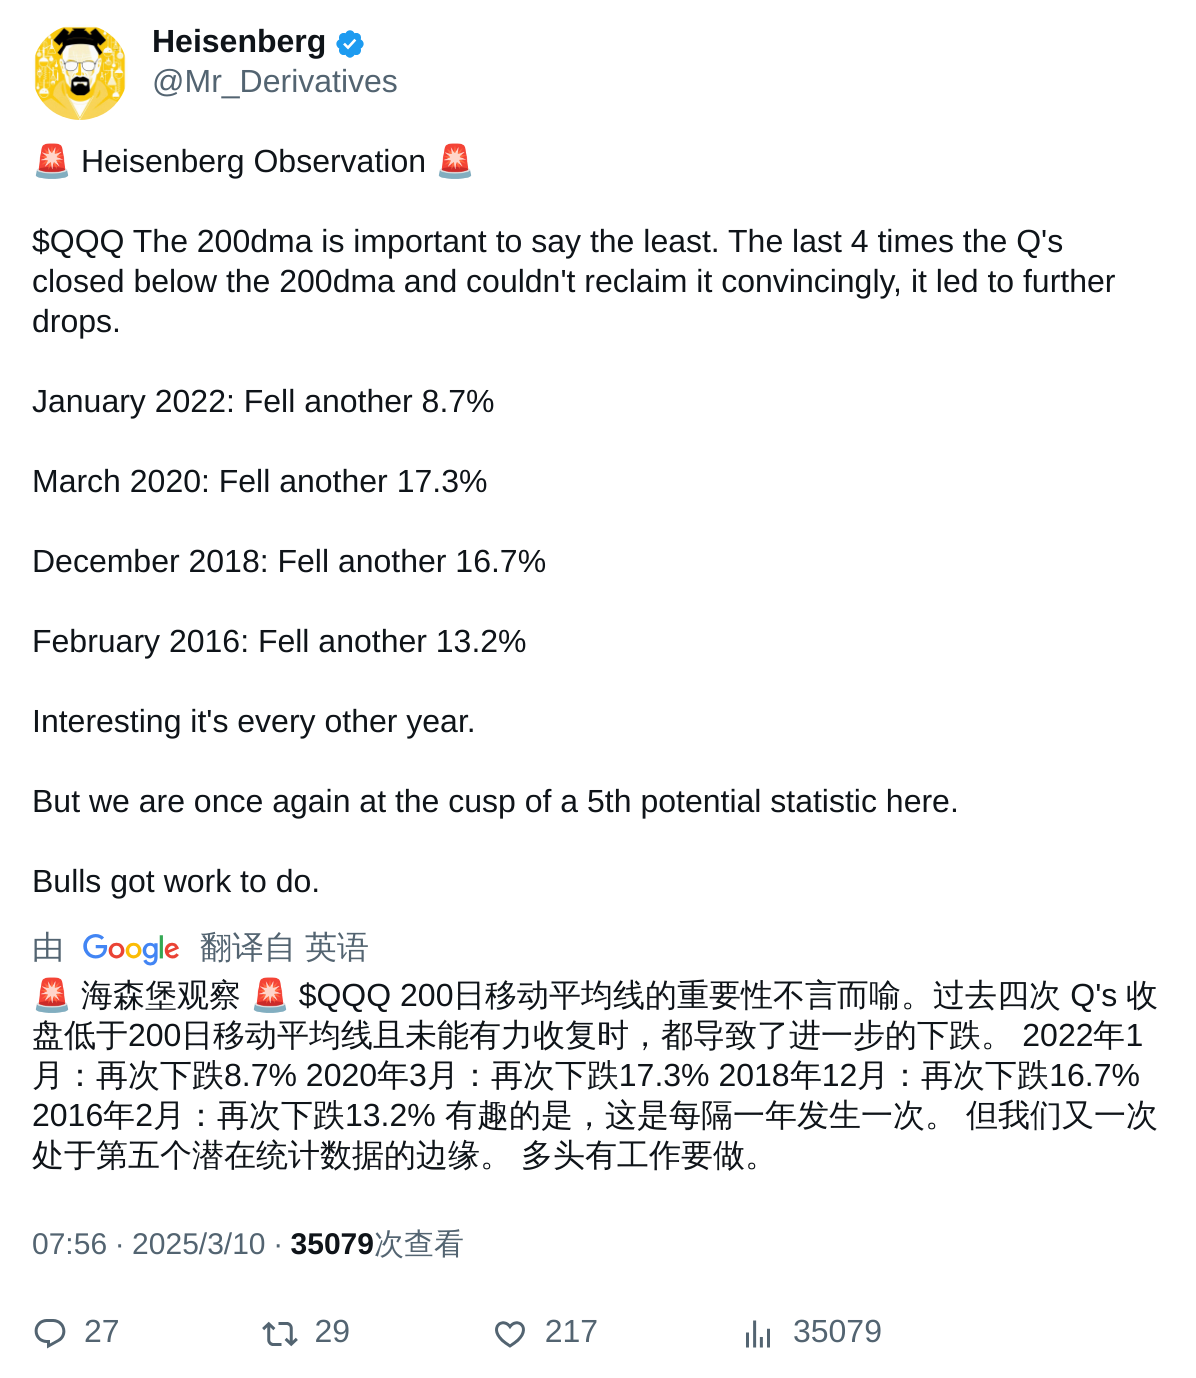 Heisenberg
@Mr_Derivatives
🚨 Heisenberg Observation 🚨
$QQQ The 200dma is important to say the least. The last 4 times the Q's
closed below the 200dma and couldn't reclaim it convincingly, it led to further
drops.
January 2022: Fell another 8.7%
March 2020: Fell another 17.3%
December 2018: Fell another 16.7%
February 2016: Fell another 13.2%
Interesting it's every other year.
But we are once again at the cusp of a 5th potential statistic here.
Bulls got work to do.
由 Google 翻译自 英语
🚨 海森堡观察 🚨 $QQQ 200日移动平均线的重要性不言而喻。过去四次 Q's 收
盘低于200日移动平均线且未能有力收复时，都导致了进一步的下跌。 2022年1
月：再次下跌8.7% 2020年3月：再次下跌17.3% 2018年12月：再次下跌16.7%
2016年2月：再次下跌13.2% 有趣的是，这是每隔一年发生一次。 但我们又一次
处于第五个潜在统计数据的边缘。 多头有工作要做。
07:56 · 2025/3/10 · 35079次查看
27 29 217 35079